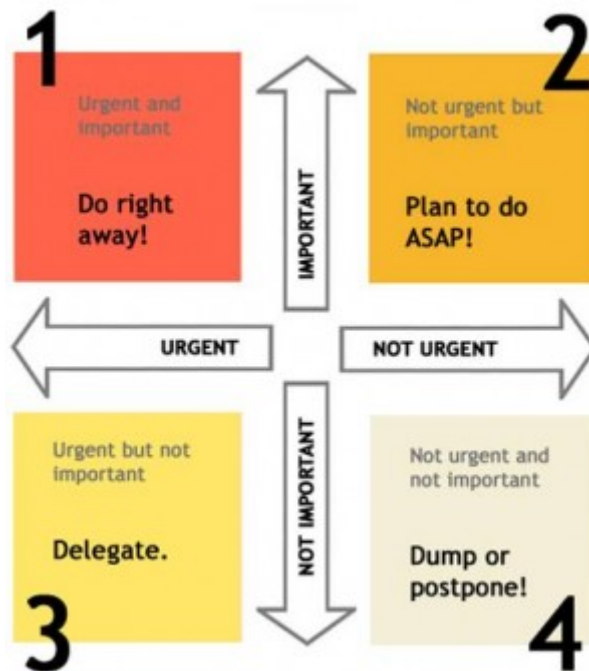 1
Urgent and
important
Do right
away!
2
Not urgent but
important
Plan to do
ASAP!
IMPORTANT
URGENT
NOT URGENT
NOT IMPORTANT
Urgent but not
important
Delegate.
3
Not urgent and
not important
Dump or
postpone!
4